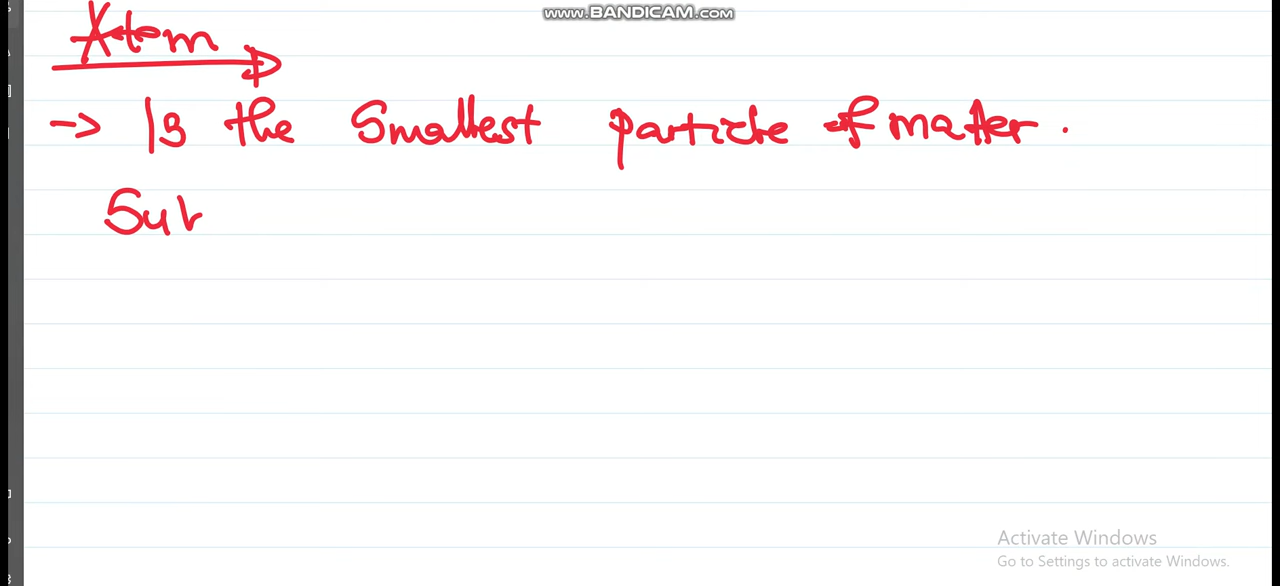 www.BANDICAM.com
Atom
→ Is the smallest particle of matter.
Sub
Activate Windows
Go to Settings to activate Windows.